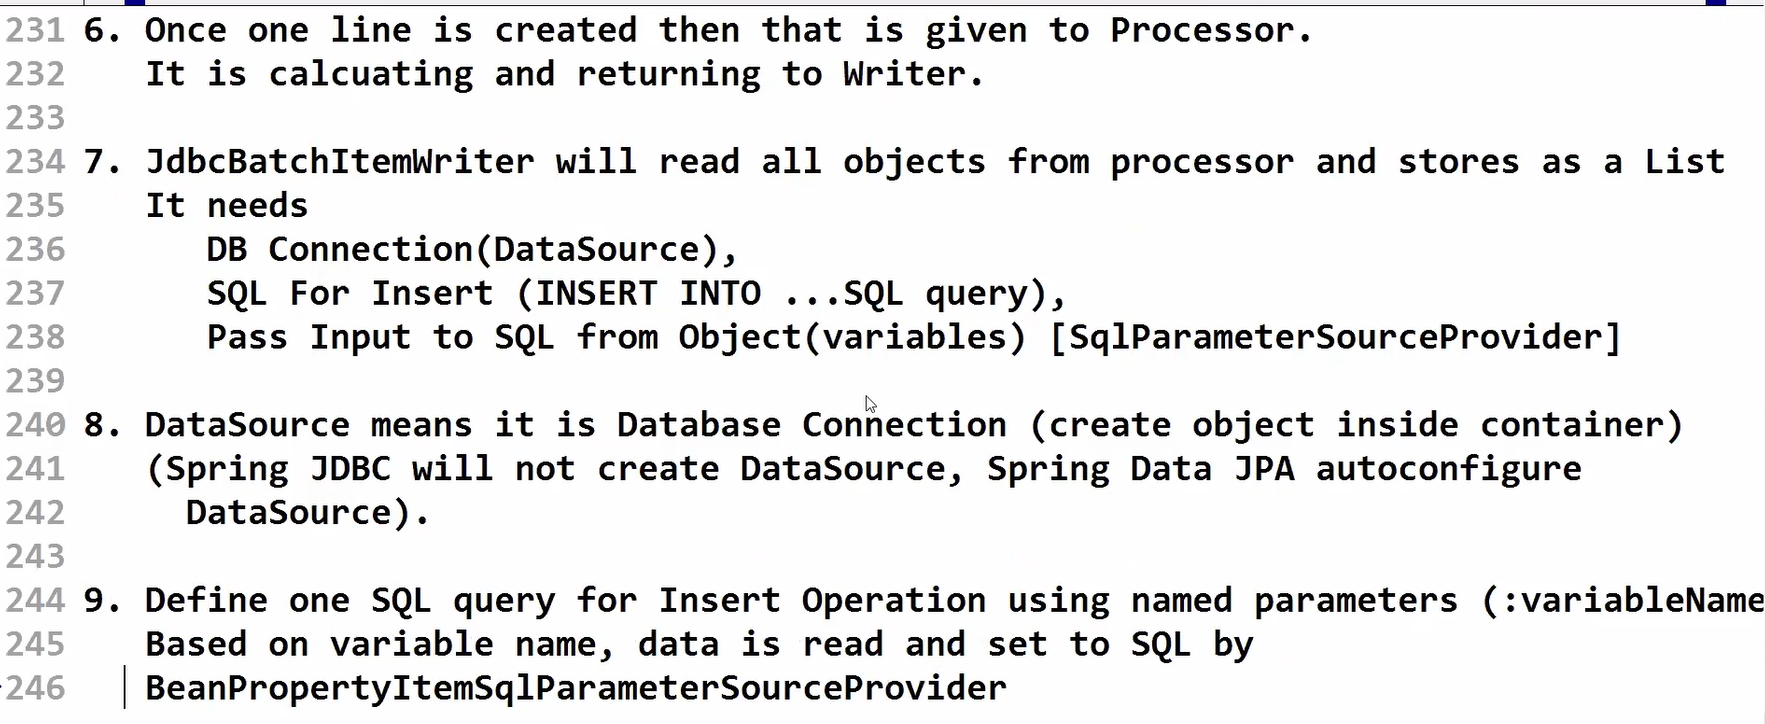 231 6. Once one line is created then that is given to Processor.
232 It is calcuating and returning to Writer.
233
234 7. JdbcBatchItemWriter will read all objects from processor and stores as a List
235 It needs
236 DB Connection(DataSource),
237 SQL For Insert (INSERT INTO ...SQL query),
238 Pass Input to SQL from Object(variables) [SqlParameterSourceProvider]
239
240 8. DataSource means it is Database Connection (create object inside container)
241 (Spring JDBC will not create DataSource, Spring Data JPA autoconfigure
242 DataSource).
243
244 9. Define one SQL query for Insert Operation using named parameters (:variableName
245 Based on variable name, data is read and set to SQL by
246 BeanPropertyItemSqlParameterSourceProvider